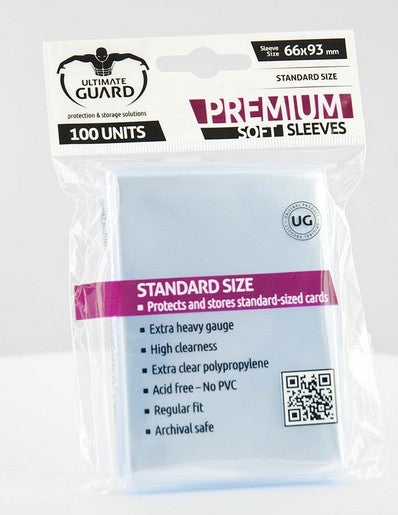 ULTIMATE
GUARD
protection & storage solutions
100 UNITS
Sleeve
Size 66x93 mm
STANDARD SIZE
PREMIUM
SOFT SLEEVES
UG
STANDARD SIZE
▪ Protects and stores standard-sized cards
▪ Extra heavy gauge
▪ High clearness
▪ Extra clear polypropylene
▪ Acid free – No PVC
▪ Regular fit
▪ Archival safe